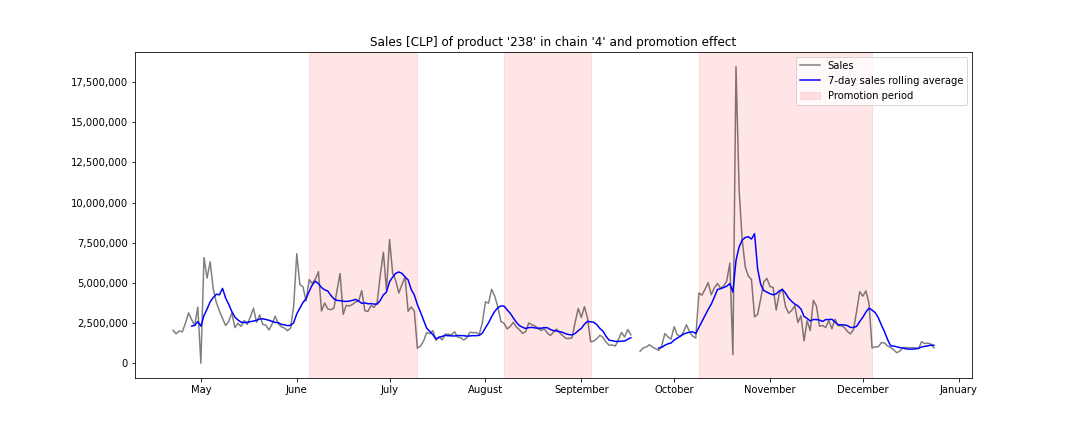 Sales [CLP] of product '238' in chain '4' and promotion effect
Sales
7-day sales rolling average
Promotion period
17,500,000
15,000,000
12,500,000
10,000,000
7,500,000
5,000,000
2,500,000
0
May June July August September October November December January